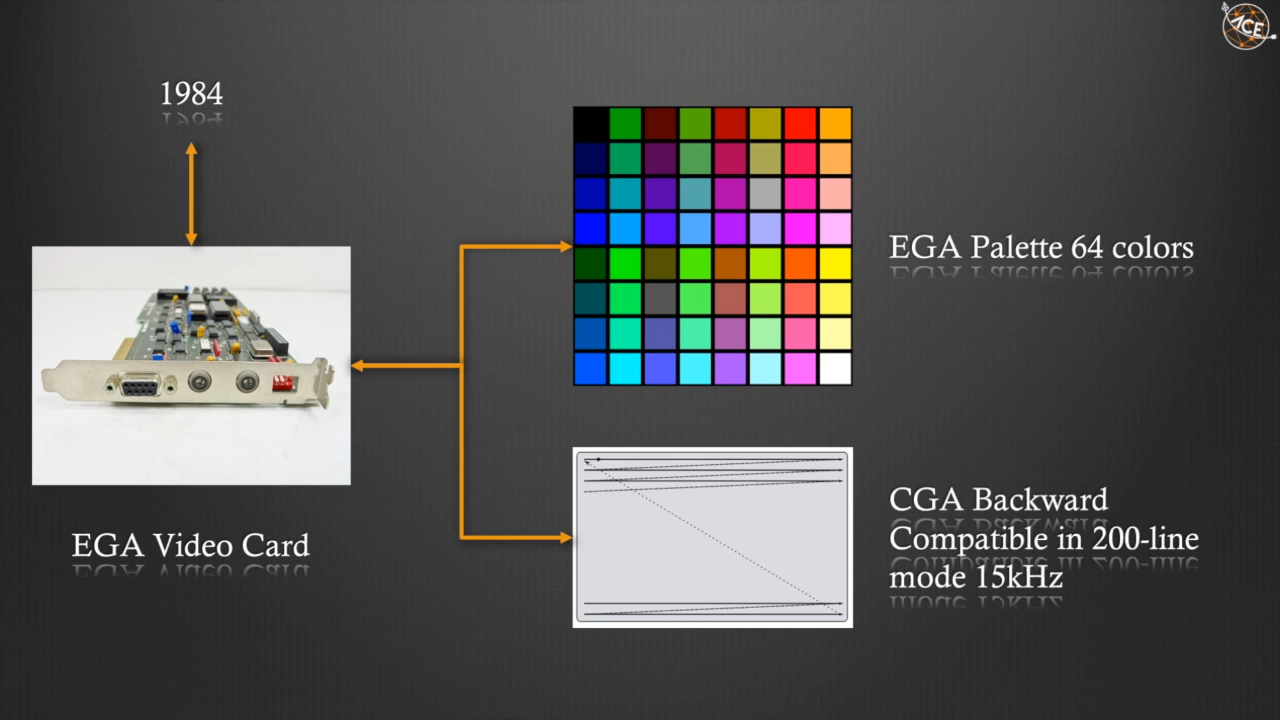 ACE
1984
EGA Palette 64 colors
EGA Video Card
CGA Backward
Compatible in 200-line
mode 15kHz